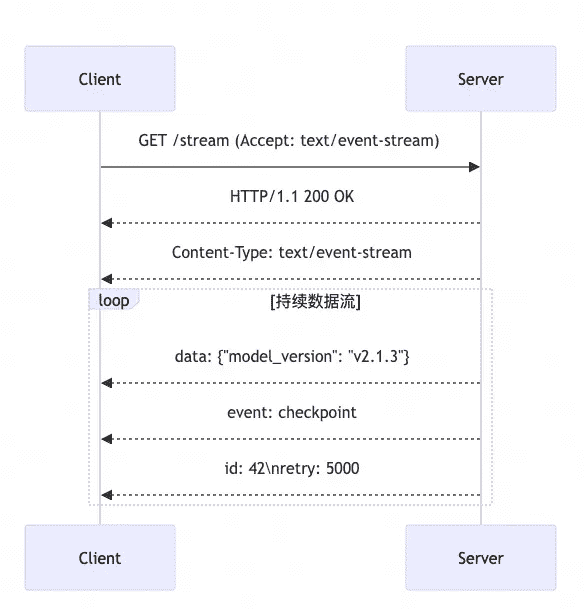 Client
Server
GET /stream (Accept: text/event-stream)
HTTP/1.1 200 OK
Content-Type: text/event-stream
loop
[持续数据流]
data: {"model_version": "v2.1.3"}
event: checkpoint
id: 42\nretry: 5000
Client
Server